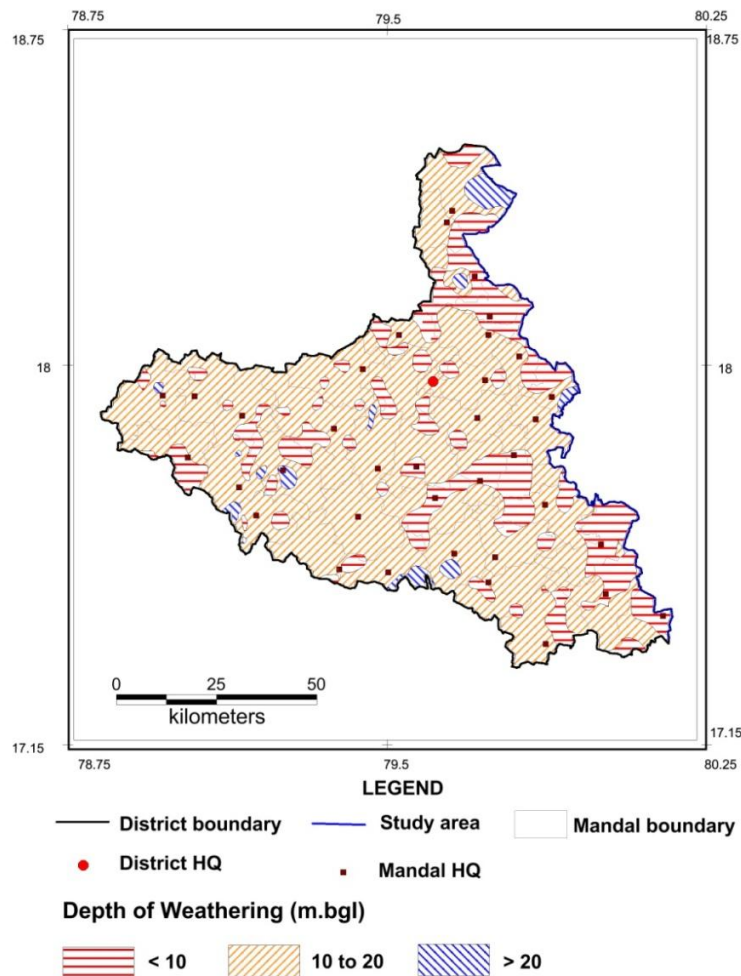 78.75 79.5 80.25
18.75 18.75
18 18
0 25 50
kilometers
17.15 17.15
78.75 79.5 80.25
LEGEND
District boundary Study area Mandal boundary
District HQ Mandal HQ
Depth of Weathering (m.bgl)
< 10 10 to 20 > 20